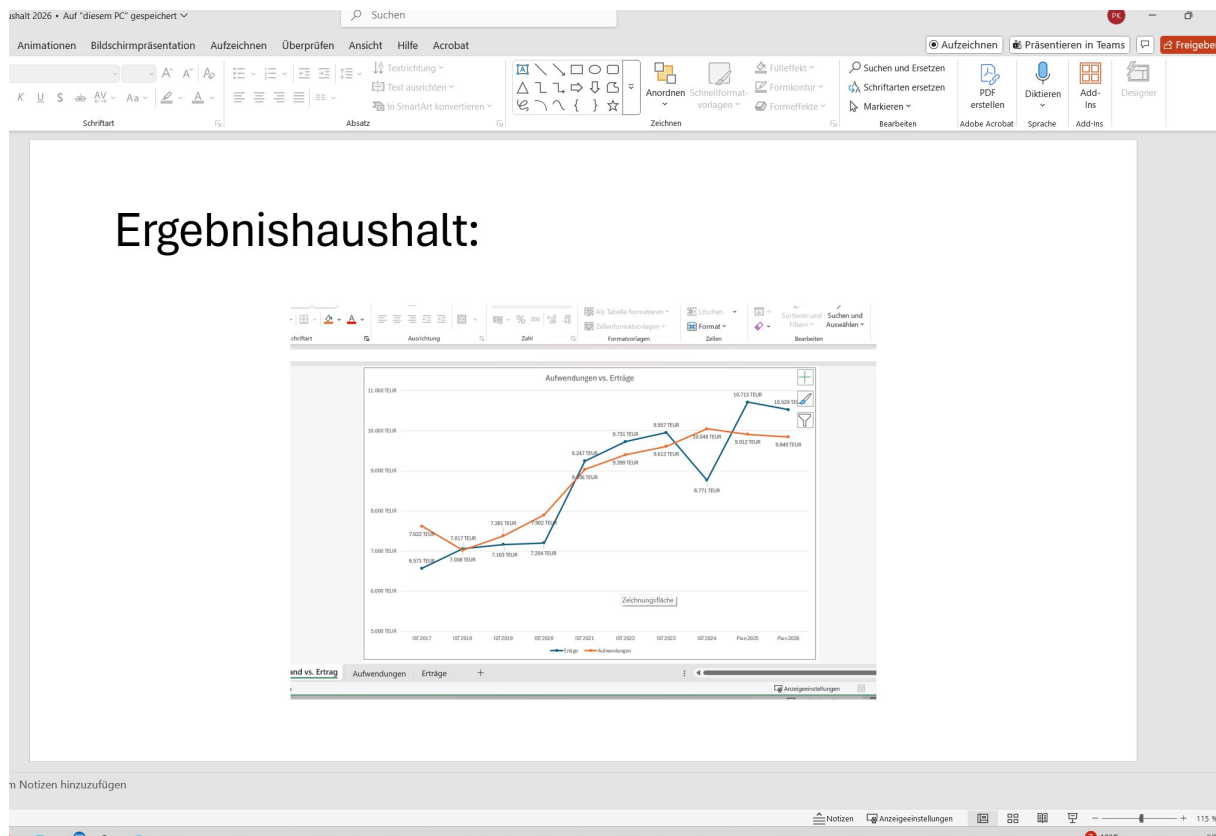 ushalt 2026 • Auf "diesem PC" gespeichert
Suchen
PK
Animationen Bildschirmpräsentation Aufzeichnen Überprüfen Ansicht Hilfe Acrobat
Aufzeichnen
Präsentieren in Teams
Freigeben
Textrichtung
Text ausrichten
In SmartArt konvertieren
K U S ab AV Aa A
Anordnen
Schnellformat-
vorlagen
Fülleffekt
Formkontur
Formeffekte
Suchen und Ersetzen
Schriftarten ersetzen
Markieren
PDF
erstellen
Diktieren
Add-
Ins
Designer
Schriftart Absatz Zeichnen Bearbeiten Adobe Acrobat Sprache Add-Ins
Ergebnishaushalt:
Als Tabelle formatieren
Zellenformatvorlagen
Löschen
Format
Sortieren und
Filtern
Suchen und
Auswählen
% 000
chriftart Ausrichtung Zahl Formatvorlagen Zellen Bearbeiten
Aufwendungen vs. Erträge
11.000 TEUR
10.000 TEUR
9.000 TEUR
8.000 TEUR
7.000 TEUR
6.000 TEUR
5.000 TEUR
10.713 TEUR
10.529 TEU
9.957 TEUR
9.731 TEUR
10.048 TEUR
9.912 TEUR
9.849 TEUR
9.247 TEUR
9.399 TEUR
9.613 TEUR
8.771 TEUR
7.622 TEUR
7.017 TEUR
7.381 TEUR
7.902 TEUR
7.058 TEUR
7.163 TEUR
7.204 TEUR
Zeichnungsfläche
IST 2017 IST 2018 IST 2019 IST 2020 IST 2021 IST 2022 IST 2023 IST 2024 Plan 2025 Plan 2026
Erträge Aufwendungen
and vs. Ertrag Aufwendungen Erträge +
Anzeigeeinstellungen
m Notizen hinzuzufügen
Notizen Anzeigeeinstellungen
115 %